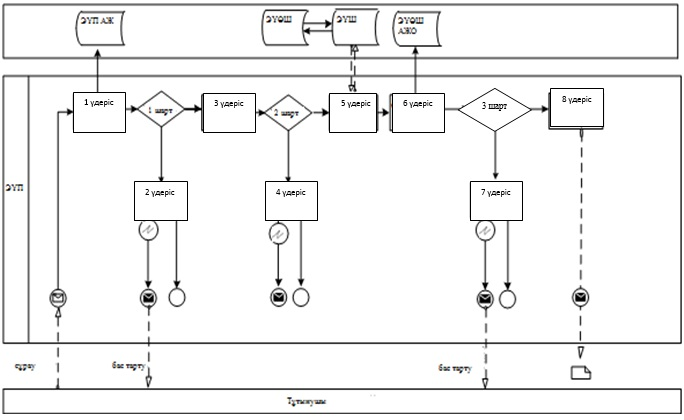 ЭҮП АЖ
ЭҮӨШ
ЭҮШ
ЭҮӨШ
АЖО
1 үдеріс
1 шарт
3 үдеріс
2 шарт
5 үдеріс
6 үдеріс
3 шарт
8 үдеріс
ЭҮП
2 үдеріс
4 үдеріс
7 үдеріс
сұрау
бас тарту
бас тарту
Тұтынушы